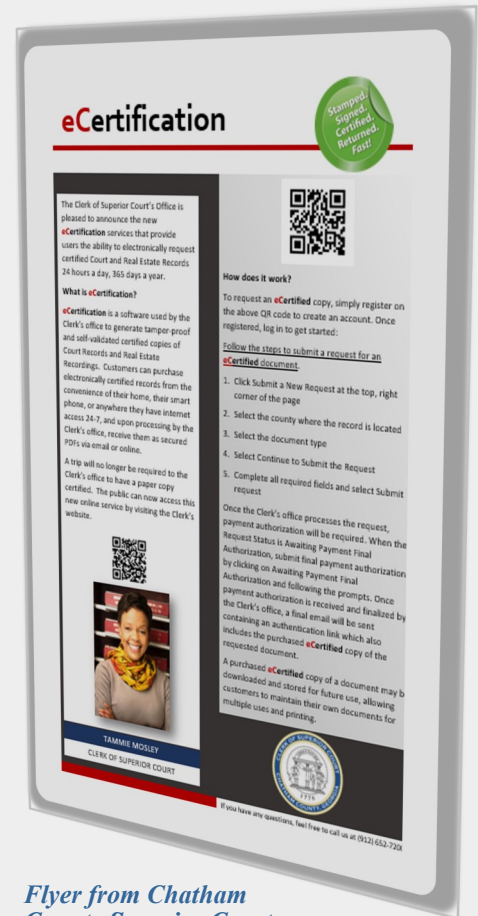 eCertification
Stamped.
Signed.
Certified.
Returned.
Fast!
The Clerk of Superior Court's Office is
pleased to announce the new
eCertification services that provide
users the ability to electronically request
certified Court and Real Estate Records
24 hours a day, 365 days a year.
What is eCertification?
eCertification is a software used by the
Clerk's office to generate tamper-proof
and self-validated certified copies of
Court Records and Real Estate
Recordings. Customers can purchase
electronically certified records from the
convenience of their home, their smart
phone, or anywhere they have internet
access 24-7, and upon processing by the
Clerk's office, receive them as secured
PDFs via email or online.
A trip will no longer be required to the
Clerk's office to have a paper copy
certified. The public can now access this
new online service by visiting the Clerk's
website.
TAMMIE MOSLEY
CLERK OF SUPERIOR COURT
How does it work?
To request an eCertified copy, simply register on
the above QR code to create an account. Once
registered, log in to get started:
Follow the steps to submit a request for an
eCertified document.
1. Click Submit a New Request at the top, right
corner of the page
2. Select the county where the record is located
3. Select the document type
4. Select Continue to Submit the Request
5. Complete all required fields and select Submit
request
Once the Clerk's office processes the request,
payment authorization will be required. When the
Request Status is Awaiting Payment Final
Authorization, submit final payment authorization
by clicking on Awaiting Payment Final
Authorization and following the prompts. Once
payment authorization is received and finalized by
the Clerk's office, a final email will be sent
containing an authentication link which also
includes the purchased eCertified copy of the
requested document.
A purchased eCertified copy of a document may b
downloaded and stored for future use, allowing
customers to maintain their own documents for
multiple uses and printing.
CLERK OF SUPERIOR COURT
CHATHAM COUNTY, GEORGIA
1776
If you have any questions, feel free to call us at (912) 652-720
Flyer from Chatham
County Superior Court